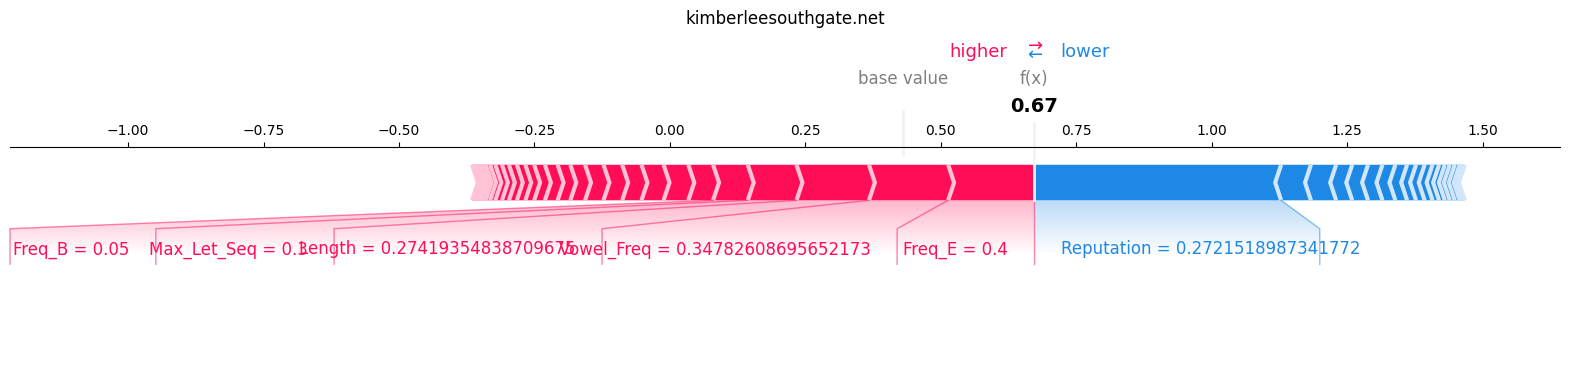 kimberleesouthgate.net
higher ⇄ lower
base value f(x)
0.67
−1.00 −0.75 −0.50 −0.25 0.00 0.25 0.50 0.75 1.00 1.25 1.50
Freq_B = 0.05 Max_Let_Seq = 0.3 Length = 0.27419354838709675 Vowel_Freq = 0.34782608695652173 Freq_E = 0.4 Reputation = 0.2721518987341772